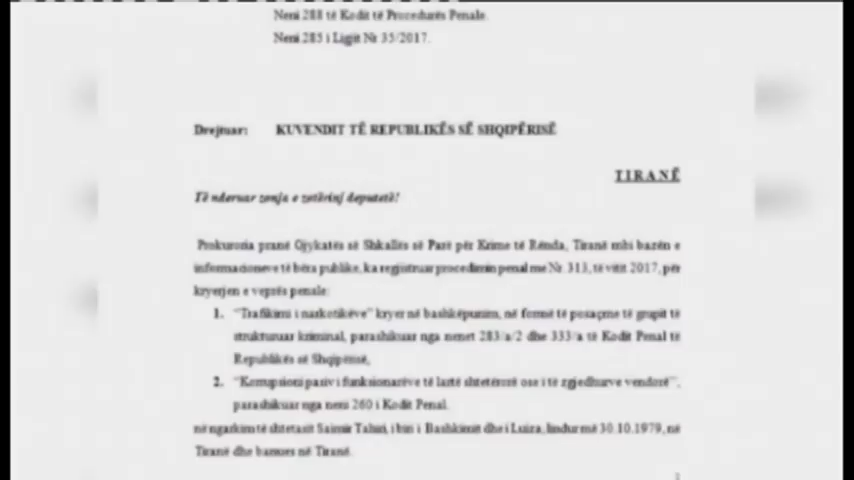 Neni 288 të Kodit të Procedurës Penale.
Neni 285 i Ligjit Nr. 35/2017.
Drejtuar: KUVENDIT TË REPUBLIKËS SË SHQIPËRISË
TIRANË
Të nderuar zonja e zotërinj deputetë!
Prokuroria pranë Gjykatës së Shkallës së Parë për Krime të Rënda, Tiranë mbi bazën e
informacioneve të bëra publike, ka regjistruar procedimin penal me Nr. 313, të vitit 2017, për
kryerjen e veprës penale:
1. “Trafikimi i narkotikëve” kryer në bashkëpunim, në formë të posaçme të grupit të
strukturuar kriminal, parashikuar nga nenet 283/a/2 dhe 333/a të Kodit Penal të
Republikës së Shqipërisë,
2. “Korrupsioni pasiv i funksionarëve të lartë shtetërorë ose i të zgjedhurve vendorë”,
parashikuar nga neni 260 i Kodit Penal.
në ngarkim të shtetasit Saimir Tahiri, i biri i Bashkimit dhe i Luiza, lindur më 30.10.1979, në
Tiranë dhe banues në Tiranë.